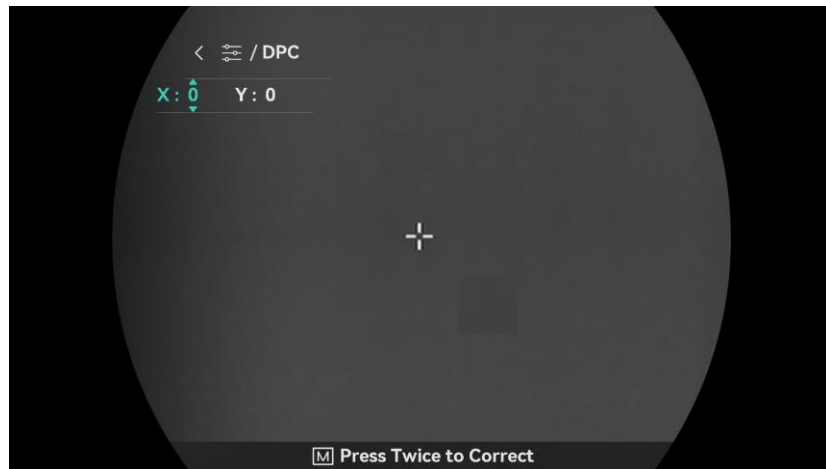 / DPC
X : 0 Y : 0
M Press Twice to Correct